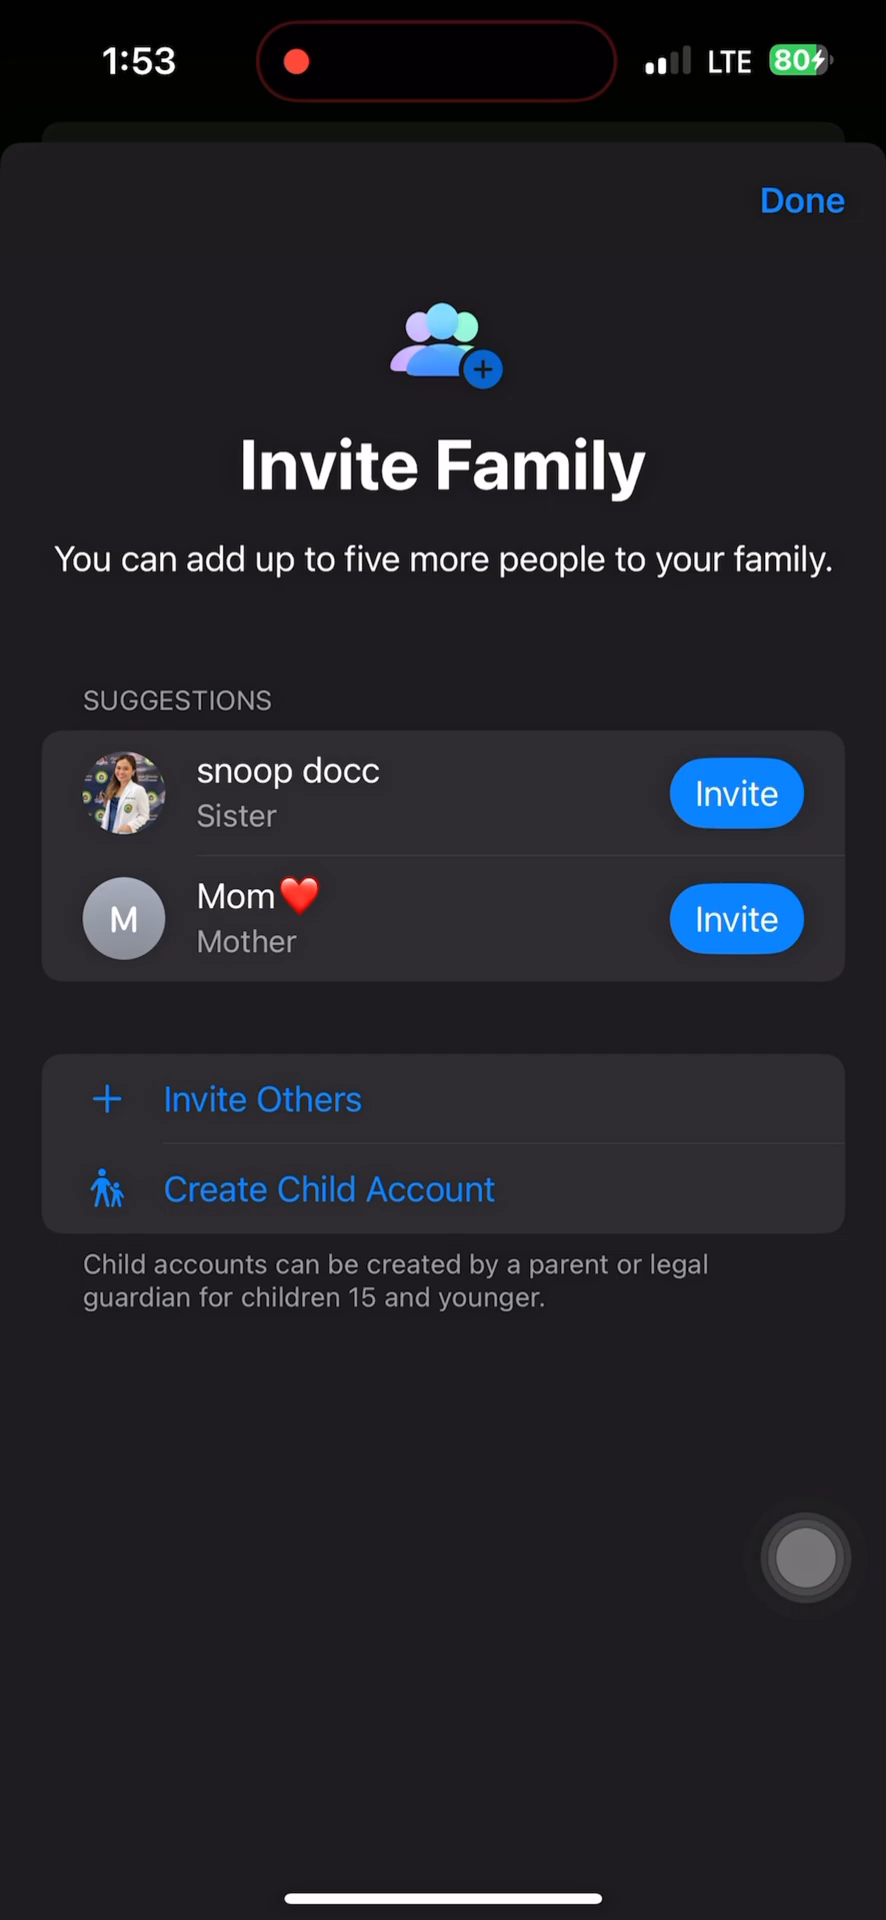 1:53
LTE
80
Done
Invite Family
You can add up to five more people to your family.
SUGGESTIONS
snoop docc
Sister
Invite
M
Mom❤️
Mother
Invite
+ Invite Others
Create Child Account
Child accounts can be created by a parent or legal
guardian for children 15 and younger.